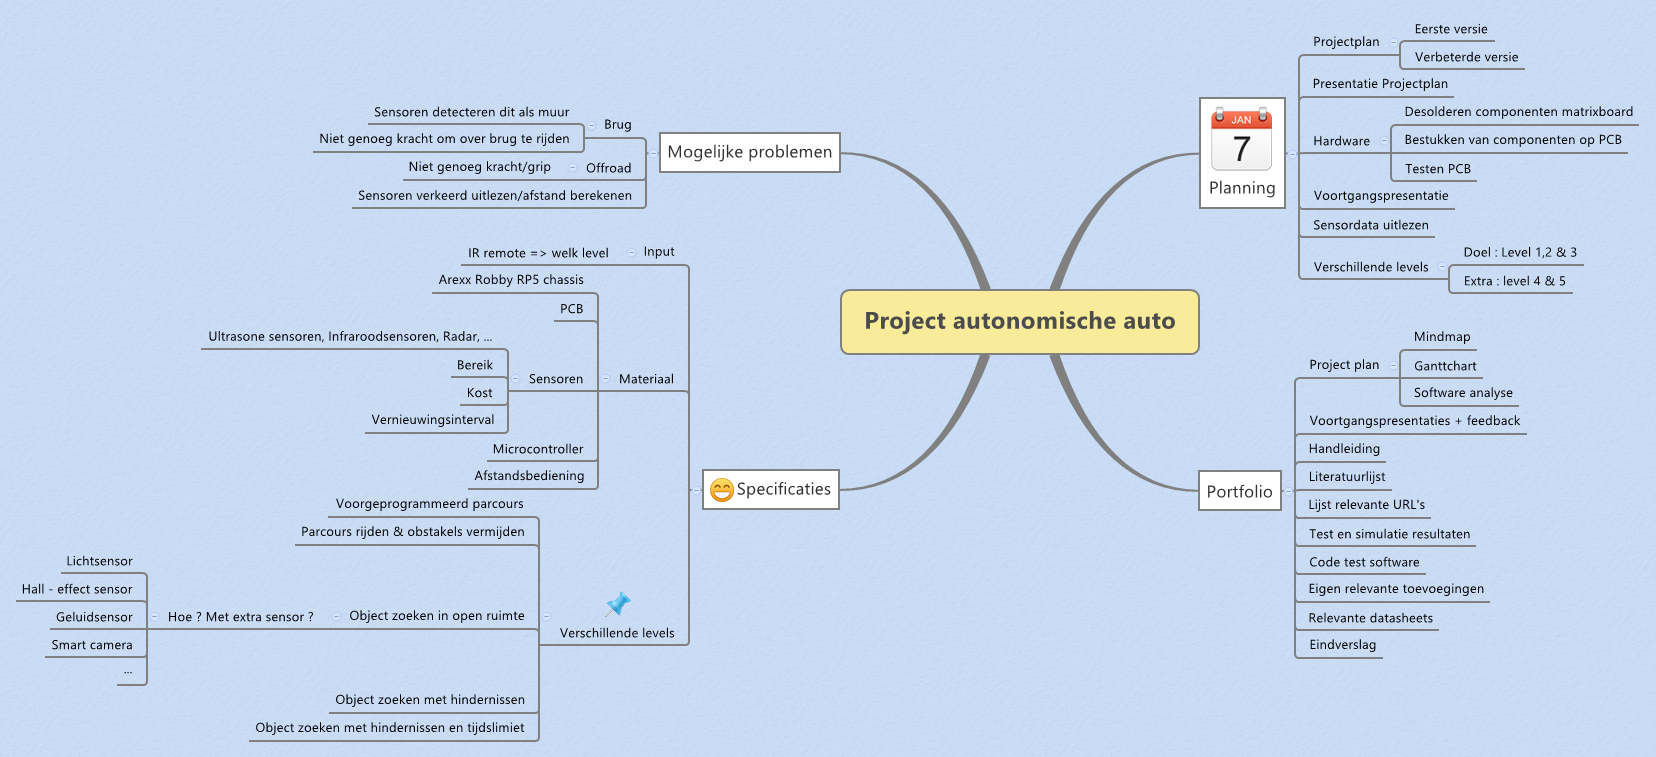 Project autonomische auto
Mogelijke problemen
Brug
Sensoren detecteren dit als muur
Niet genoeg kracht om over brug te rijden
Offroad
Niet genoeg kracht/grip
Sensoren verkeerd uitlezen/afstand berekenen
JAN
7
Planning
Projectplan
Eerste versie
Verbeterde versie
Presentatie Projectplan
Hardware
Desolderen componenten matrixboard
Bestukken van componenten op PCB
Testen PCB
Voortgangspresentatie
Sensordata uitlezen
Verschillende levels
Doel : Level 1,2 & 3
Extra : level 4 & 5
Specificaties
Input
IR remote => welk level
Materiaal
Arexx Robby RP5 chassis
PCB
Sensoren
Ultrasone sensoren, Infraroodsensoren, Radar, ...
Bereik
Kost
Vernieuwingsinterval
Microcontroller
Afstandsbediening
Verschillende levels
Voorgeprogrammeerd parcours
Parcours rijden & obstakels vermijden
Object zoeken in open ruimte
Hoe ? Met extra sensor ?
Lichtsensor
Hall - effect sensor
Geluidsensor
Smart camera
...
Object zoeken met hindernissen
Object zoeken met hindernissen en tijdslimiet
Portfolio
Project plan
Mindmap
Ganttchart
Software analyse
Voortgangspresentaties + feedback
Handleiding
Literatuurlijst
Lijst relevante URL's
Test en simulatie resultaten
Code test software
Eigen relevante toevoegingen
Relevante datasheets
Eindverslag